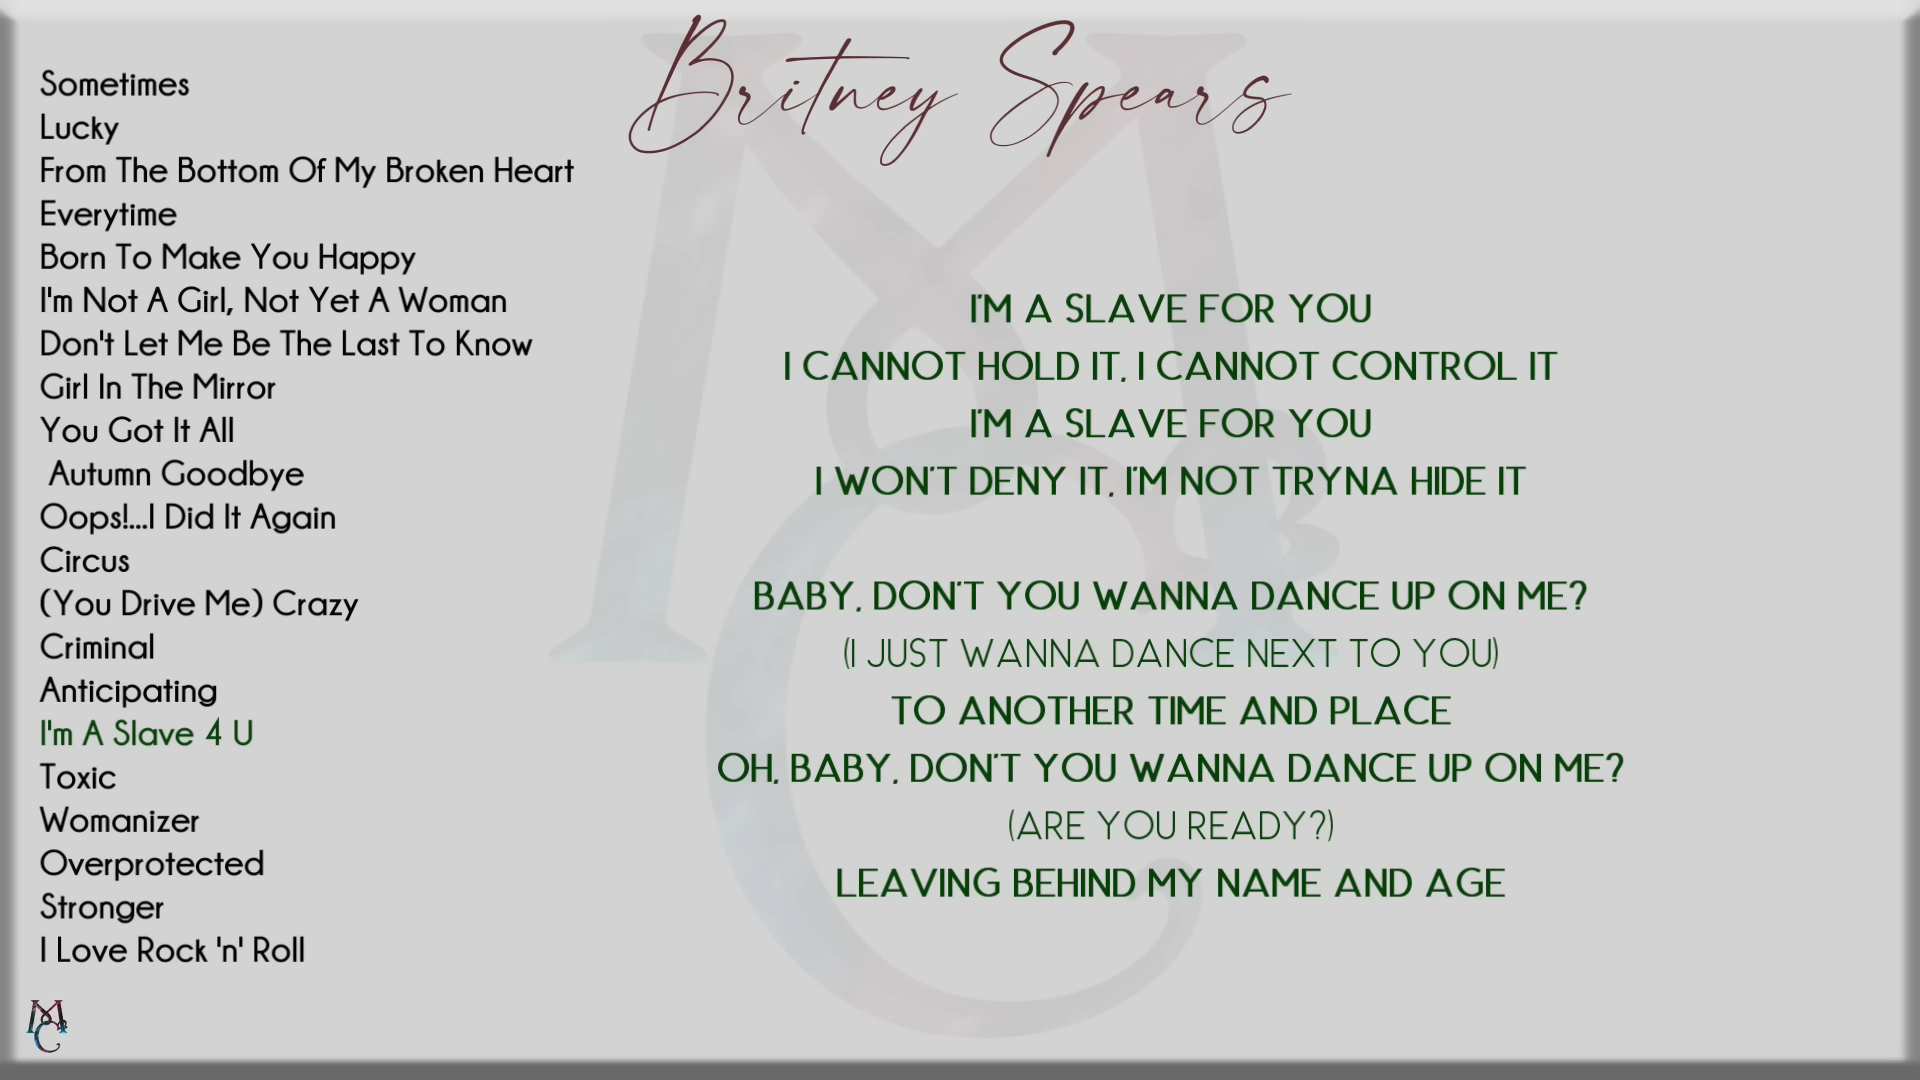 Britney Spears
Sometimes
Lucky
From The Bottom Of My Broken Heart
Everytime
Born To Make You Happy
I'm Not A Girl, Not Yet A Woman
Don't Let Me Be The Last To Know
Girl In The Mirror
You Got It All
Autumn Goodbye
Oops!...I Did It Again
Circus
(You Drive Me) Crazy
Criminal
Anticipating
I'm A Slave 4 U
Toxic
Womanizer
Overprotected
Stronger
I Love Rock 'n' Roll
I'M A SLAVE FOR YOU
I CANNOT HOLD IT, I CANNOT CONTROL IT
I'M A SLAVE FOR YOU
I WON'T DENY IT, I'M NOT TRYNA HIDE IT
BABY, DON'T YOU WANNA DANCE UP ON ME?
(I JUST WANNA DANCE NEXT TO YOU)
TO ANOTHER TIME AND PLACE
OH, BABY, DON'T YOU WANNA DANCE UP ON ME?
(ARE YOU READY?)
LEAVING BEHIND MY NAME AND AGE